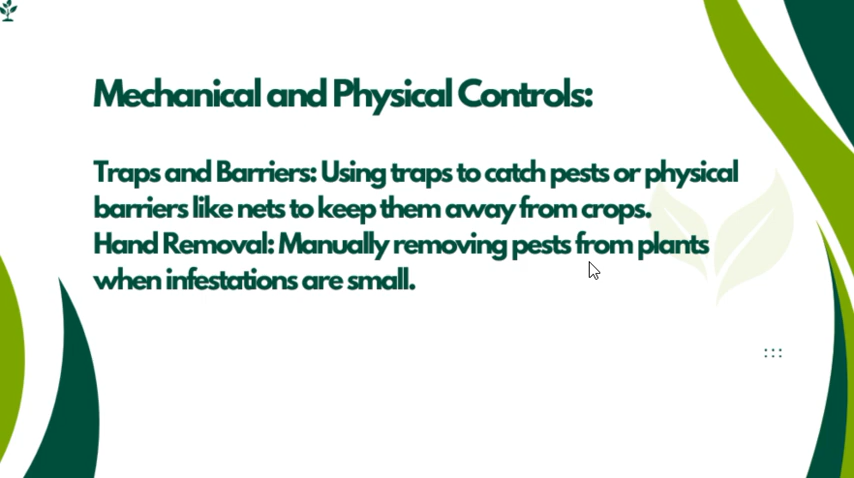 Mechanical and Physical Controls:
Traps and Barriers: Using traps to catch pests or physical
barriers like nets to keep them away from crops.
Hand Removal: Manually removing pests from plants
when infestations are small.